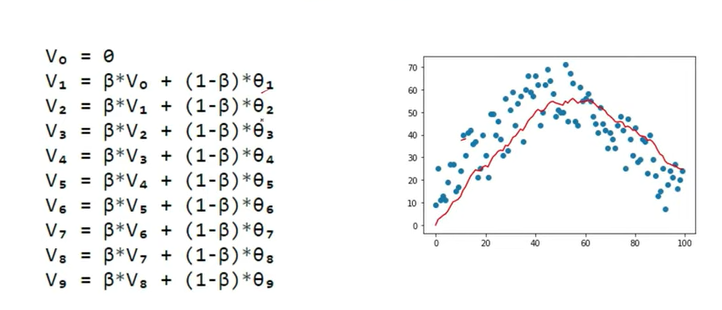 V₀ = 0
V₁ = β*V₀ + (1-β)*θ₁
V₂ = β*V₁ + (1-β)*θ₂
V₃ = β*V₂ + (1-β)*θ₃
V₄ = β*V₃ + (1-β)*θ₄
V₅ = β*V₄ + (1-β)*θ₅
V₆ = β*V₅ + (1-β)*θ₆
V₇ = β*V₆ + (1-β)*θ₇
V₈ = β*V₇ + (1-β)*θ₈
V₉ = β*V₈ + (1-β)*θ₉
70
60
50
40
30
20
10
0
0 20 40 60 80 100